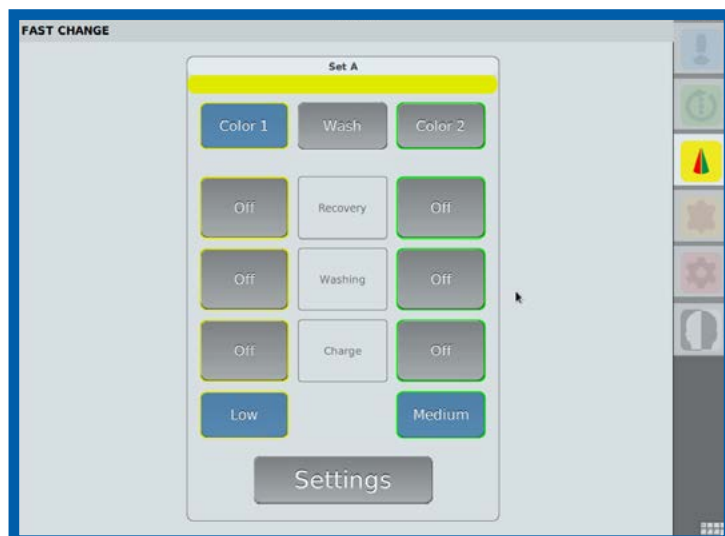 FAST CHANGE
Set A
Color 1 Wash Color 2
Off Recovery Off
Off Washing Off
Off Charge Off
Low Medium
Settings